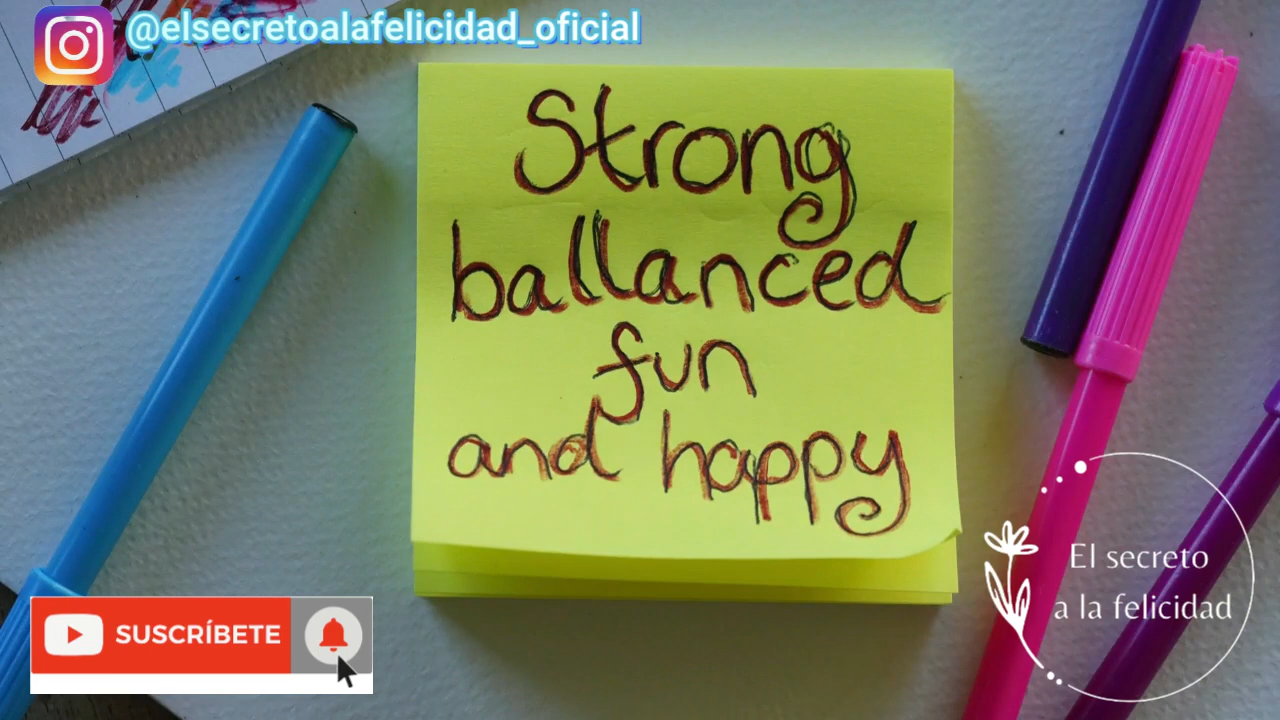 @elsecretoalafelicidad_oficial
Strong
ballanced
fun
and happy
El secreto
a la felicidad
SUSCRÍBETE